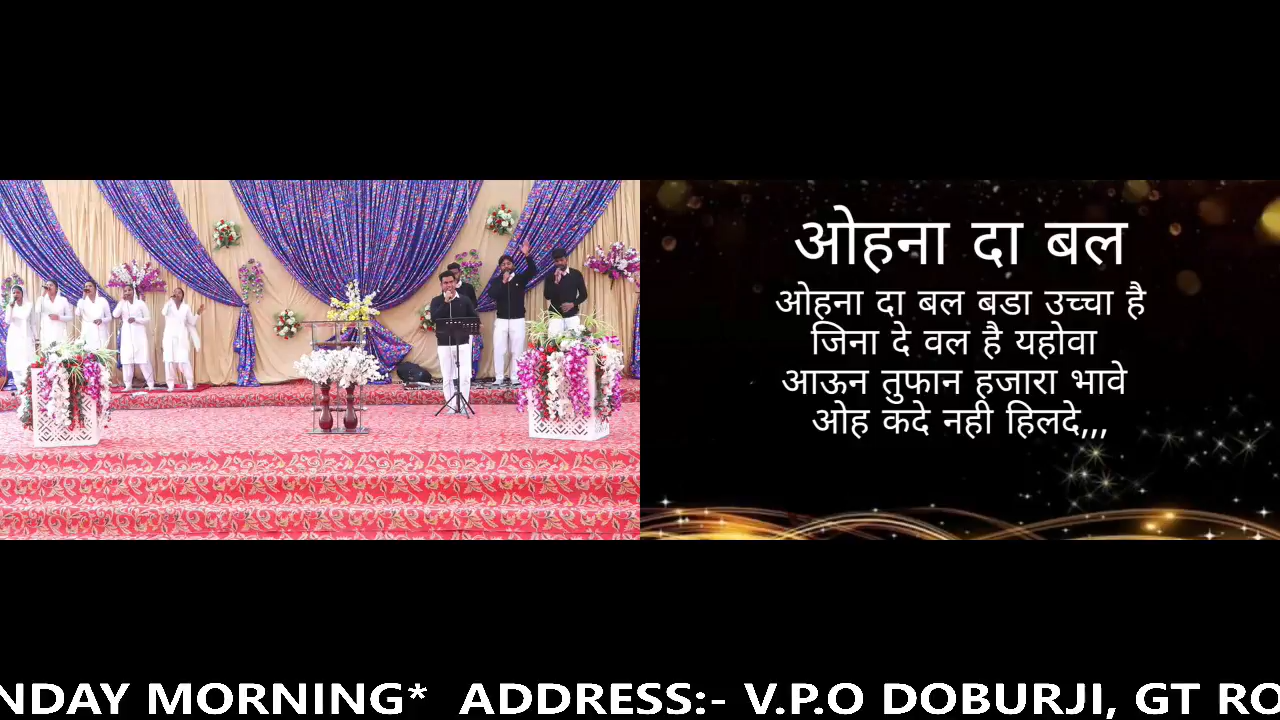 ओहना दा बल
ओहना दा बल बडा उच्चा है
जिना दे वल है यहोवा
आऊन तुफान हजारा भावे
ओह कदे नही हिलदे,,,
NDAY MORNING*  ADDRESS:- V.P.O DOBURJI, GT RO